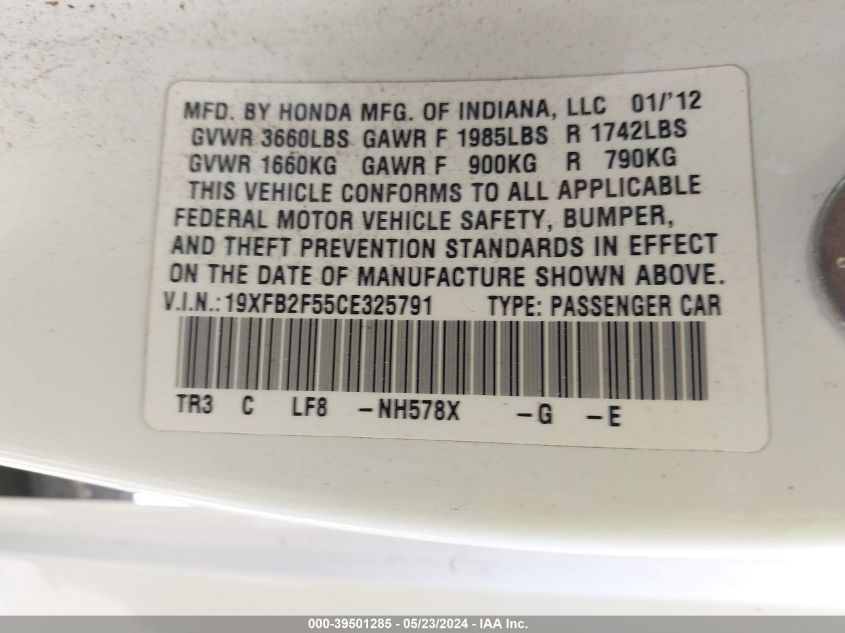 MFD. BY HONDA MFG. OF INDIANA, LLC 01/'12
GVWR 3660LBS GAWR F 1985LBS R 1742LBS
GVWR 1660KG GAWR F 900KG R 790KG
THIS VEHICLE CONFORMS TO ALL APPLICABLE
FEDERAL MOTOR VEHICLE SAFETY, BUMPER,
AND THEFT PREVENTION STANDARDS IN EFFECT
ON THE DATE OF MANUFACTURE SHOWN ABOVE.
V.I.N.: 19XFB2F55CE325791 TYPE: PASSENGER CAR
TR3 C LF8 -NH578X -G -E
000-39501285 - 05/23/2024 - IAA Inc.